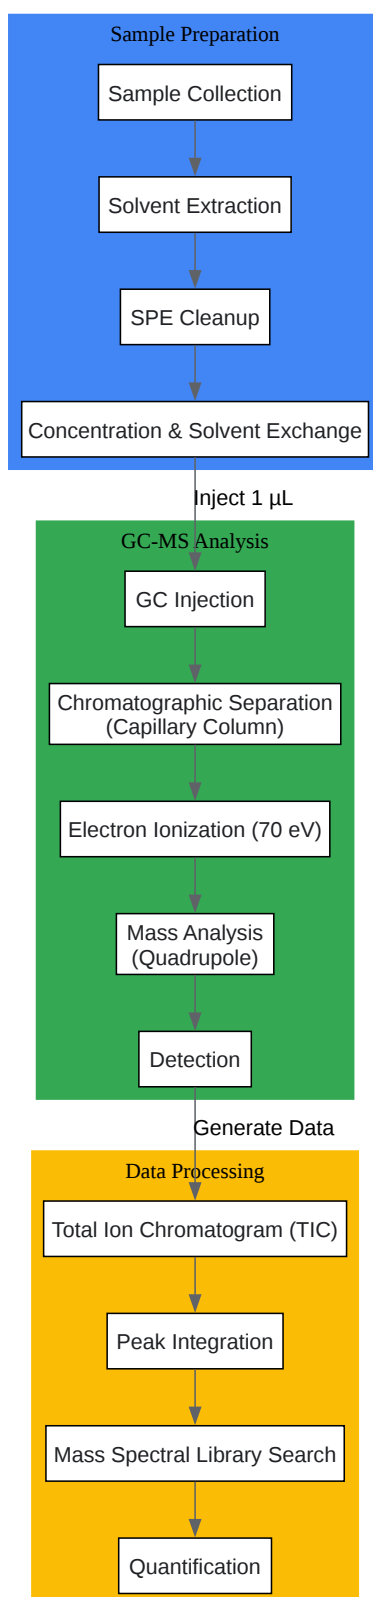 Sample Preparation
Sample Collection
Solvent Extraction
SPE Cleanup
Concentration & Solvent Exchange
Inject 1 µL
GC-MS Analysis
GC Injection
Chromatographic Separation
(Capillary Column)
Electron Ionization (70 eV)
Mass Analysis
(Quadrupole)
Detection
Generate Data
Data Processing
Total Ion Chromatogram (TIC)
Peak Integration
Mass Spectral Library Search
Quantification